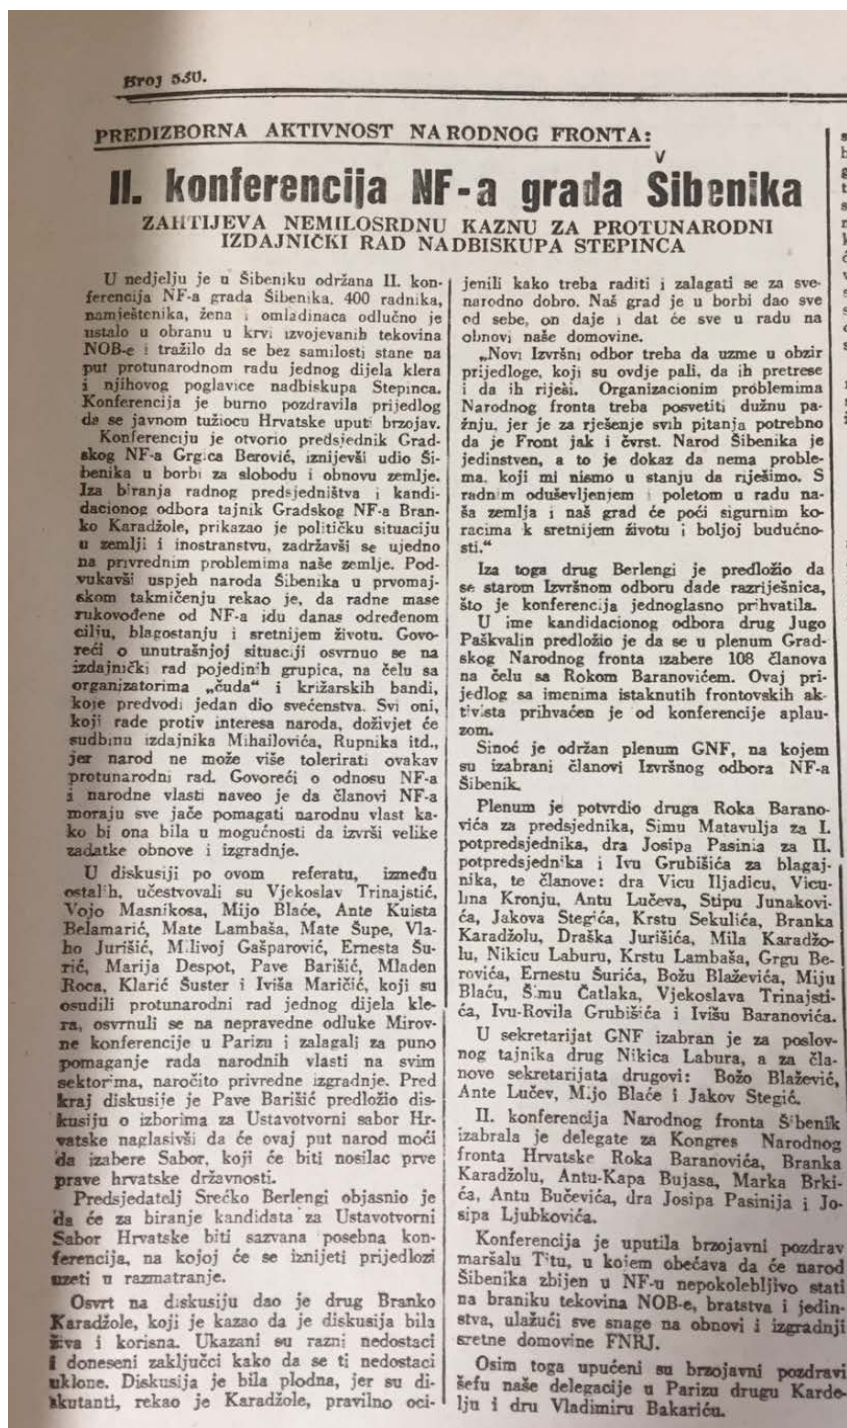 Broj 530.
PREDIZBORNA AKTIVNOST NARODNOG FRONTA:
II. konferencija NF-a grada Šibenika
ZAHTIJEVA NEMILOSRDNU KAZNU ZA PROTUNARODNI
IZDAJNIČKI RAD NADBISKUPA STEPINCA
U nedjelju je u Šibeniku održana II. kon-
ferencija NF-a grada Šibenika. 400 radnika,
namještenika, žena i omladinaca odlučno je
ustalo u obranu u krvi izvojevanih tekovina
NOB-e i tražilo da se bez samilosti stane na
put protunarodnom radu jednog dijela klera
i njihovog poglavice nadbiskupa Stepinca.
Konferencija je burno pozdravila prijedlog
da se javnom tužiocu Hrvatske uputi brzojav.
Konferenciju je otvorio predsjednik Grad-
skog NF-a Grgica Berović, iznijevši udio Ši-
benika u borbi za slobodu i obnovu zemlje.
Iza biranja radnog predsjedništva i kandi-
dacionog odbora tajnik Gradskog NF-a Bran-
ko Karadžole, prikazao je političku situaciju
u zemlji i inostranstvu, zadržavši se ujedno
na privrednim problemima naše zemlje. Pod-
vukavši uspjeh naroda Šibenika u prvomaj-
skom takmičenju rekao je, da radne mase
rukovođene od NF-a idu danas određenom
cilju, blagostanju i sretnijem životu. Govo-
reći o unutrašnjoj situaciji osvrnuo se na
izdajnički rad pojedinih grupica, na čelu sa
organizatorima „čuda“ i križarskih bandi,
koje predvodi jedan dio svećenstva. Svi oni,
koji rade protiv interesa naroda, doživjet će
sudbinu izdajnika Mihailovića, Rupnika itd.,
jer narod ne može više tolerirati ovakav
protunarodni rad. Govoreći o odnosu NF-a
i narodne vlasti naveo je da članovi NF-a
moraju sve jače pomagati narodnu vlast ka-
ko bi ona bila u mogućnosti da izvrši velike
zadatke obnove i izgradnje.
U diskusiji po ovom referatu, između
ostalih, učestvovali su Vjekoslav Trinajstić,
Vojo Masnikosa, Mijo Blaće, Ante Kuista
Belamarić, Mate Lambaša, Mate Šupe, Vla-
ho Jurišić, Milivoj Gašparović, Ernesta Šu-
rić, Marija Despot, Pave Barišić, Mladen
Roca, Klarić Šuster i Iviša Maričić, koji su
osudili protunarodni rad jednog dijela kle-
ra, osvrnuli se na nepravedne odluke Mirov-
ne konferencije u Parizu i zalagali za puno
pomaganje rada narodnih vlasti na svim
sektorima, naročito privredne izgradnje. Pred
kraj diskusije je Pave Barišić predložio dis-
kusiju o izborima za Ustavotvorni sabor Hr-
vatske naglasivši da će ovaj put narod moći
da izabere Sabor, koji će biti nosilac prve
prave hrvatske državnosti.
Predsjedatelj Srećko Berlengi objasnio je
da će za biranje kandidata za Ustavotvorni
Sabor Hrvatske biti sazvana posebna kon-
ferencija, na kojoj će se iznijeti prijedlozi
uzeti u razmatranje.
Osvrt na diskusiju dao je drug Branko
Karadžole, koji je kazao da je diskusija bila
živa i korisna. Ukazani su razni nedostaci
i doneseni zaključci kako da se ti nedostaci
uklone. Diskusija je bila plodna, jer su di-
skutanti, rekao je Karadžole, pravilno oci-
jenili kako treba raditi i zalagati se za sve-
narodno dobro. Naš grad je u borbi dao sve
od sebe, on daje i dat će sve u radu na
obnovi naše domovine.
„Novi Izvršni odbor treba da uzme u obzir
prijedloge, koji su ovdje pali, da ih pretrese
i da ih riješi. Organizacionim problemima
Narodnog fronta treba posvetiti dužnu pa-
žnju, jer je za rješenje svih pitanja potrebno
da je Front jak i čvrst. Narod Šibenika je
jedinstven, a to je dokaz da nema proble-
ma, koji mi nismo u stanju da riješimo. S
radnim oduševljenjem i poletom u radu na-
ša zemlja i naš grad će poći sigurnim ko-
racima k sretnijem životu i boljoj budućno-
sti.“
Iza toga drug Berlengi je predložio da
se starom Izvršnom odboru dade razriješnica,
što je konferencija jednoglasno prihvatila.
U ime kandidacionog odbora drug Jugo
Paškvalin predložio je da se u plenum Grad-
skog Narodnog fronta izabere 108 članova
na čelu sa Rokom Baranovićem. Ovaj pri-
jedlog sa imenima istaknutih frontovskih ak-
tivista prihvaćen je od konferencije aplau-
zom.
Sinoć je održan plenum GNF, na kojem
su izabrani članovi Izvršnog odbora NF-a
Šibenik.
Plenum je potvrdio druga Roka Barano-
vića za predsjednika, Simu Matavulja za I.
potpredsjednika, dra Josipa Pasinia za II.
potpredsjednika i Ivu Grubišića za blagaj-
nika, te članove: dra Vicu Iljadicu, Vicu-
lina Kronju, Antu Lučeva, Stipu Junakovi-
ća, Jakova Stegića, Krstu Sekulića, Branka
Karadžolu, Draška Jurišića, Mila Karadžo-
lu, Nikicu Laburu, Krstu Lambaša, Grgu Be-
rovića, Ernestu Šurića, Božu Blaževića, Miju
Blaću, Šimu Čatlaka, Vjekoslava Trinajsti-
ća, Ivu-Rovila Grubišića i Ivišu Baranovića.
U sekretarijat GNF izabran je za poslov-
nog tajnika drug Nikica Labura, a za čla-
nove sekretarijata drugovi: Božo Blažević,
Ante Lučev, Mijo Blaće i Jakov Stegić.
II. konferencija Narodnog fronta Šibenik
izabrala je delegate za Kongres Narodnog
fronta Hrvatske Roka Baranovića, Branka
Karadžolu, Antu-Kapa Bujasa, Marka Brki-
ća, Antu Bučevića, dra Josipa Pasinija i Jo-
sipa Ljubkovića.
Konferencija je uputila brzojavni pozdrav
maršalu Titu, u kojem obećava da će narod
Šibenika zbijen u NF-u nepokolebljivo stati
na braniku tekovina NOB-e, bratstva i jedin-
stva, ulažući sve snage na obnovi i izgradnji
sretne domovine FNRJ.
Osim toga upućeni su brzojavni pozdravi
šefu naše delegacije u Parizu drugu Karde-
lju i dru Vladimiru Bakariću.